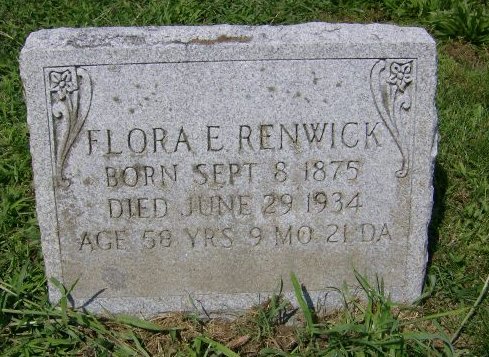 FLORA E. RENWICK
BORN SEPT 8 1875
DIED JUNE 29 1934
AGE 58 YRS 9 MO 21 DA